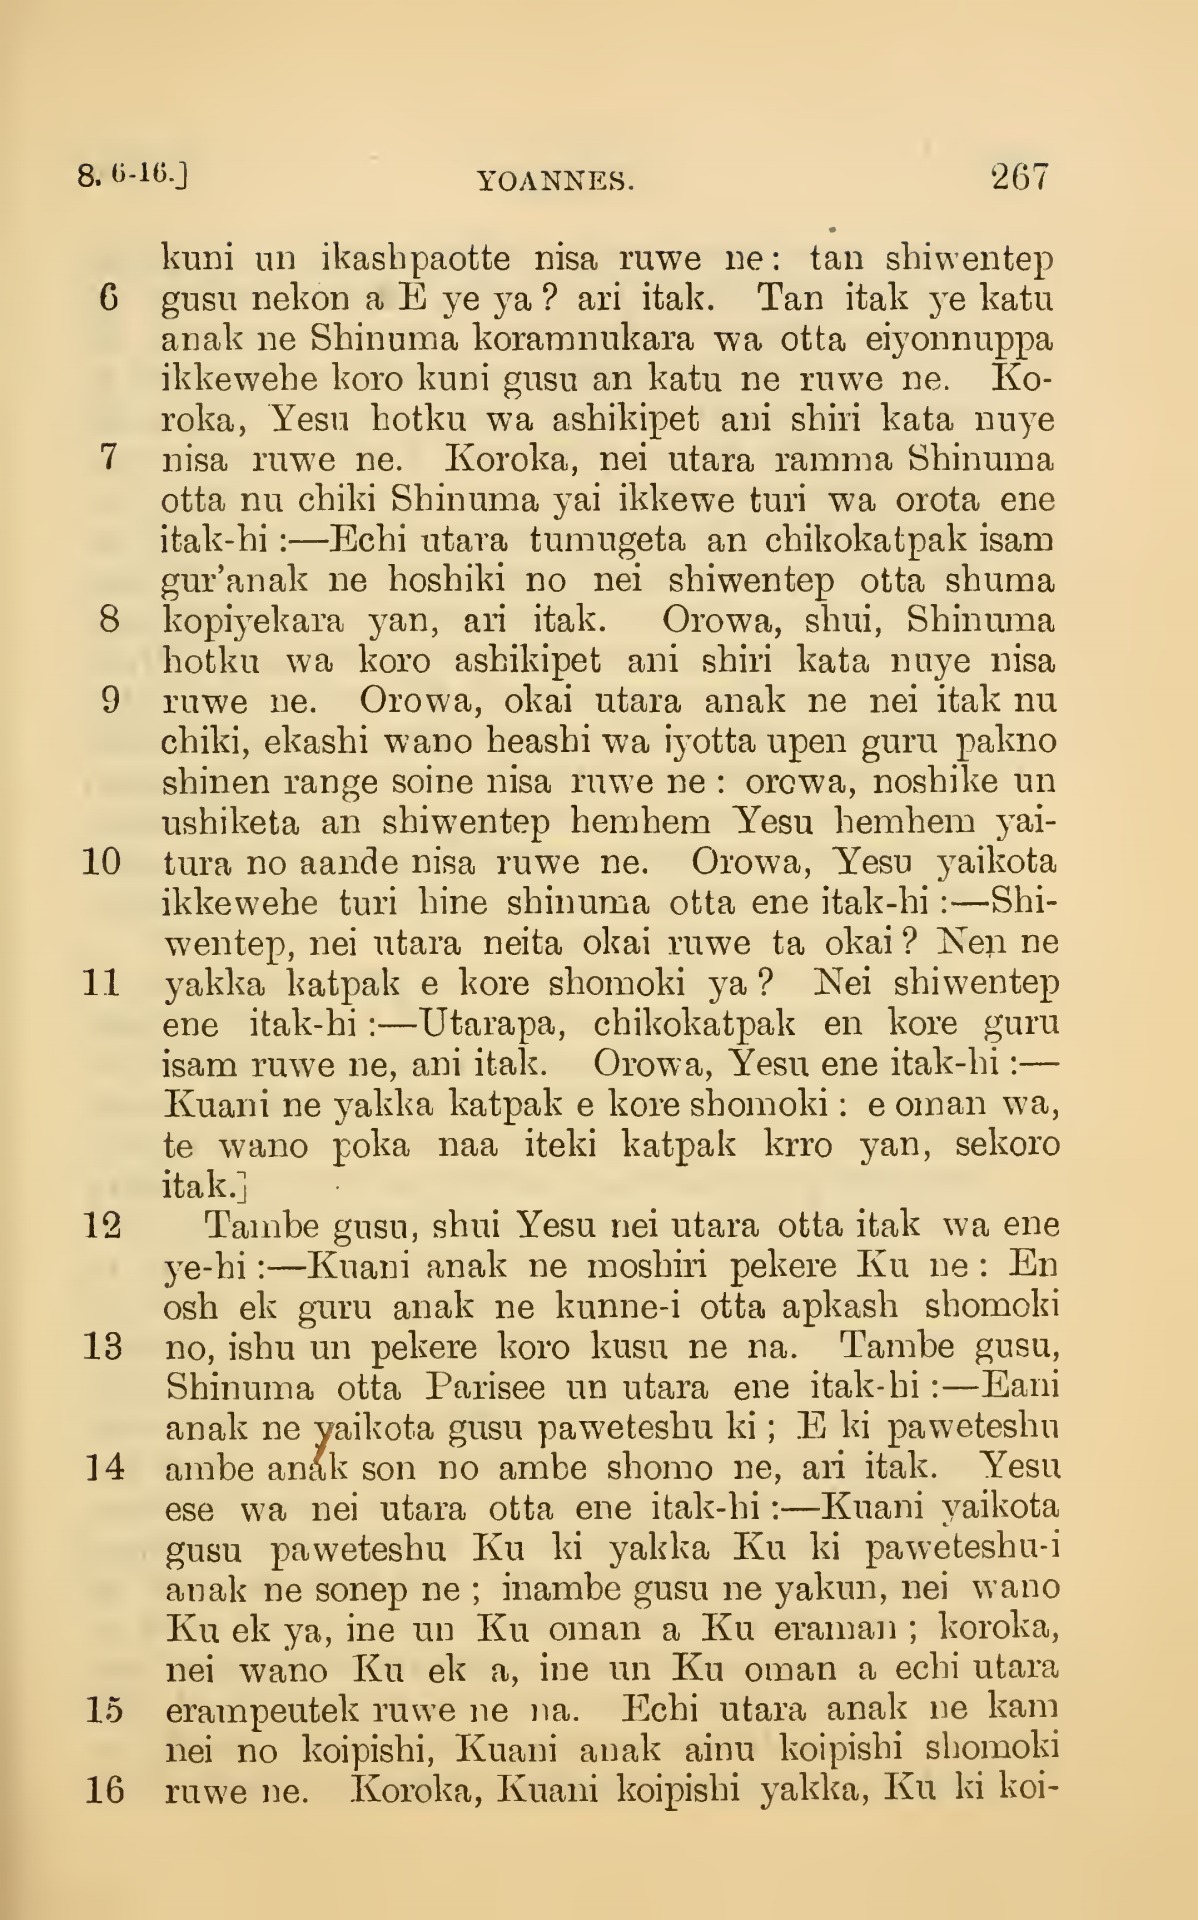 8. 6-16.] YOANNES. 267
kuni un ikashpaotte nisa ruwe ne: tan shiwentep
6 gusu nekon a E ye ya? ari itak. Tan itak ye katu
anak ne Shinuma koramnukara wa otta eiyonnuppa
ikkewehe koro kuni gusu an katu ne ruwe ne. Ko-
roka, Yesu hotku wa ashikipet ani shiri kata nuye
7 nisa ruwe ne. Koroka, nei utara ramma Shinuma
otta nu chiki Shinuma yai ikkewe turi wa orota ene
itak-hi:—Echi utara tumugeta an chikokatpak isam
gur'anak ne hoshiki no nei shiwentep otta shuma
8 kopiyekara yan, ari itak. Orowa, shui, Shinuma
hotku wa koro ashikipet ani shiri kata nuye nisa
9 ruwe ne. Orowa, okai utara anak ne nei itak nu
chiki, ekashi wano heashi wa iyotta upen guru pakno
shinen range soine nisa ruwe ne: orowa, noshike un
ushiketa an shiwentep hemhem Yesu hemhem yai-
10 tura no aande nisa ruwe ne. Orowa, Yesu yaikota
ikkewehe turi hine shinuma otta ene itak-hi:—Shi-
wentep, nei utara neita okai ruwe ta okai? Nen ne
11 yakka katpak e kore shomoki ya? Nei shiwentep
ene itak-hi:—Utarapa, chikokatpak en kore guru
isam ruwe ne, ani itak. Orowa, Yesu ene itak-hi:—
Kuani ne yakka katpak e kore shomoki: e oman wa,
te wano poka naa iteki katpak krro yan, sekoro
itak.]
12 Tambe gusu, shui Yesu nei utara otta itak wa ene
ye-hi:—Kuani anak ne moshiri pekere Ku ne: En
osh ek guru anak ne kunne-i otta apkash shomoki
13 no, ishu un pekere koro kusu ne na. Tambe gusu,
Shinuma otta Parisee un utara ene itak-hi:—Eani
anak ne yaikota gusu paweteshu ki; E ki paweteshu
14 ambe anak son no ambe shomo ne, ari itak. Yesu
ese wa nei utara otta ene itak-hi:—Kuani yaikota
gusu paweteshu Ku ki yakka Ku ki paweteshu-i
anak ne sonep ne; inambe gusu ne yakun, nei wano
Ku ek ya, ine un Ku oman a Ku eraman; koroka,
nei wano Ku ek a, ine un Ku oman a echi utara
15 erampeutek ruwe ne na. Echi utara anak ne kam
nei no koipishi, Kuani anak ainu koipishi shomoki
16 ruwe ne. Koroka, Kuani koipishi yakka, Ku ki koi-